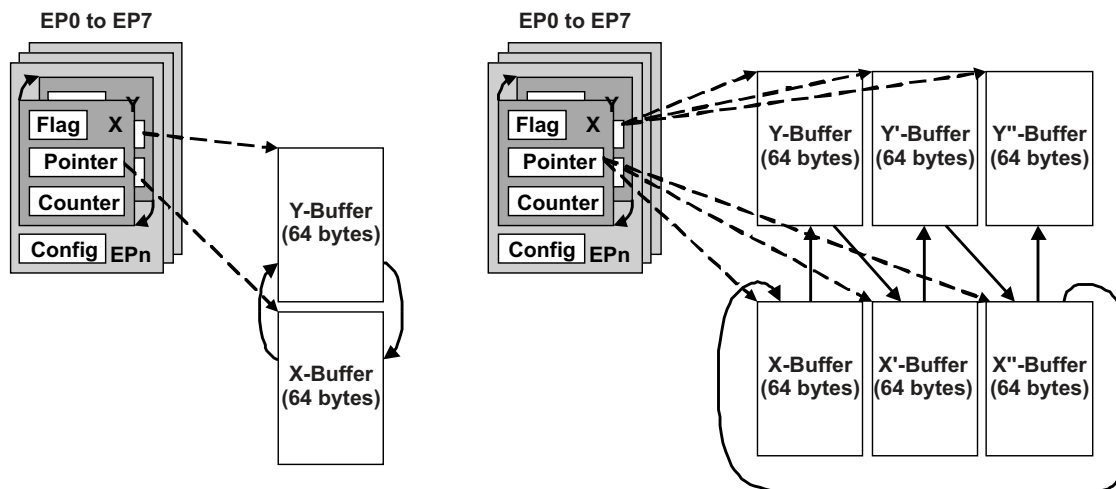 EP0 to EP7
Y
X
Flag
Pointer
Counter
Config
EPn
Y-Buffer
(64 bytes)
X-Buffer
(64 bytes)
EP0 to EP7
Y
X
Flag
Pointer
Counter
Config
EPn
Y-Buffer
(64 bytes)
Y'-Buffer
(64 bytes)
Y"-Buffer
(64 bytes)
X-Buffer
(64 bytes)
X'-Buffer
(64 bytes)
X"-Buffer
(64 bytes)